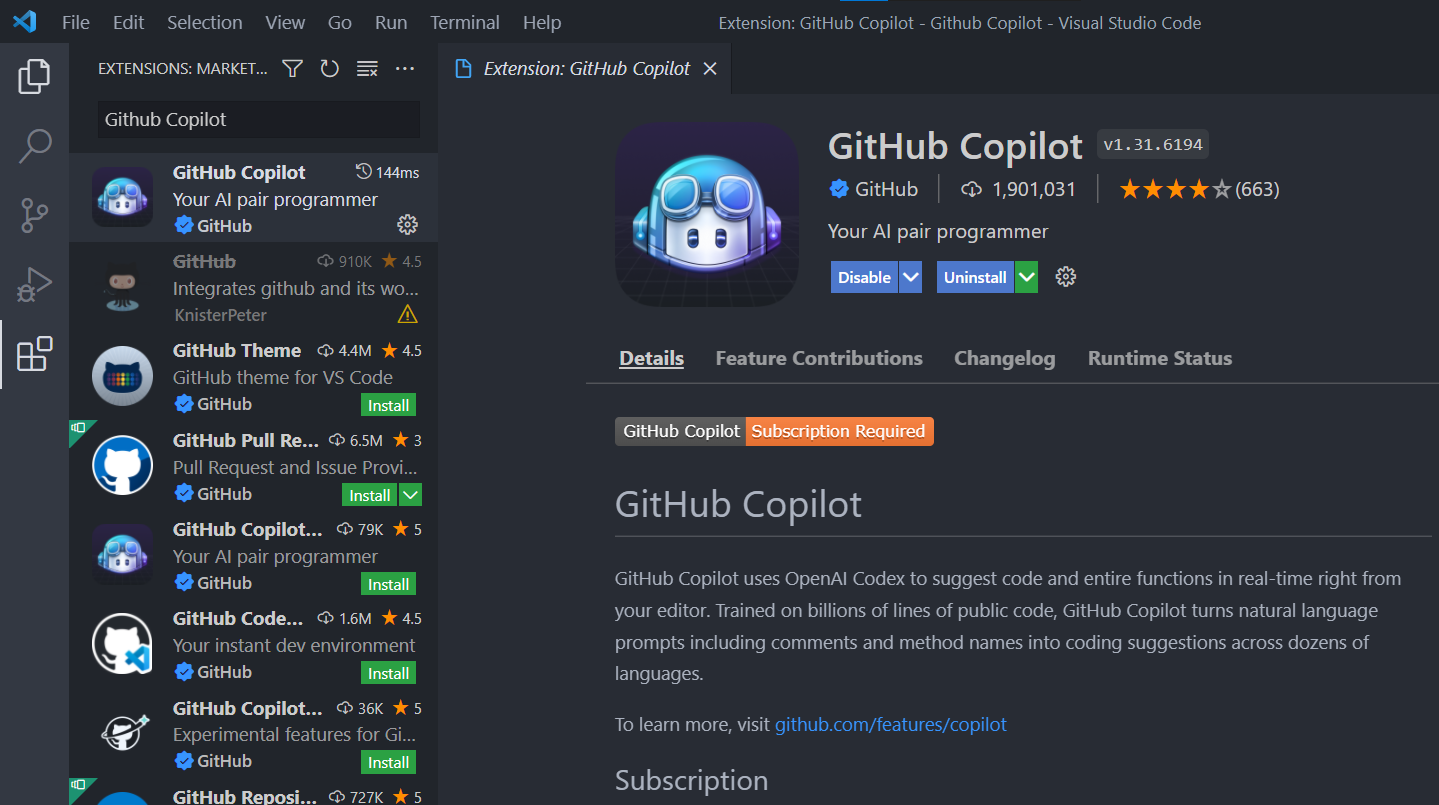 File Edit Selection View Go Run Terminal Help
Extension: GitHub Copilot - Github Copilot - Visual Studio Code
EXTENSIONS: MARKET...
Github Copilot
GitHub Copilot 144ms
Your AI pair programmer
GitHub
GitHub 910K 4.5
Integrates github and its wo...
KnisterPeter
GitHub Theme 4.4M 4.5
GitHub theme for VS Code
GitHub Install
GitHub Pull Re... 6.5M 3
Pull Request and Issue Provi...
GitHub Install
GitHub Copilot... 79K 5
Your AI pair programmer
GitHub Install
GitHub Code... 1.6M 4.5
Your instant dev environment
GitHub Install
GitHub Copilot... 36K 5
Experimental features for Gi...
GitHub Install
GitHub Reposi... 727K 5
Extension: GitHub Copilot
GitHub Copilot v1.31.6194
GitHub 1,901,031 (663)
Your AI pair programmer
Disable Uninstall
Details Feature Contributions Changelog Runtime Status
GitHub Copilot Subscription Required
GitHub Copilot
GitHub Copilot uses OpenAI Codex to suggest code and entire functions in real-time right from
your editor. Trained on billions of lines of public code, GitHub Copilot turns natural language
prompts including comments and method names into coding suggestions across dozens of
languages.
To learn more, visit github.com/features/copilot
Subscription